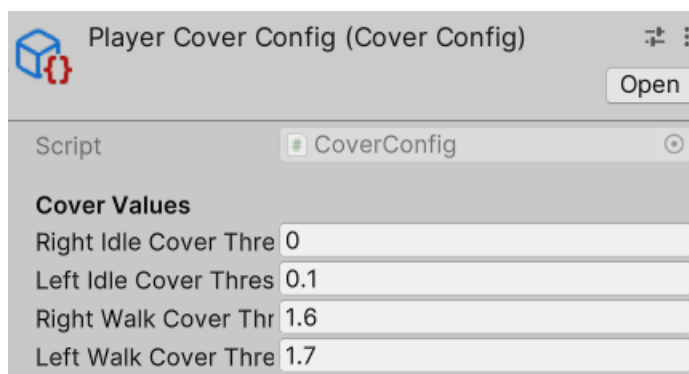 Player Cover Config (Cover Config)
Open
Script # CoverConfig
Cover Values
Right Idle Cover Thre 0
Left Idle Cover Thres 0.1
Right Walk Cover Thr 1.6
Left Walk Cover Thre 1.7